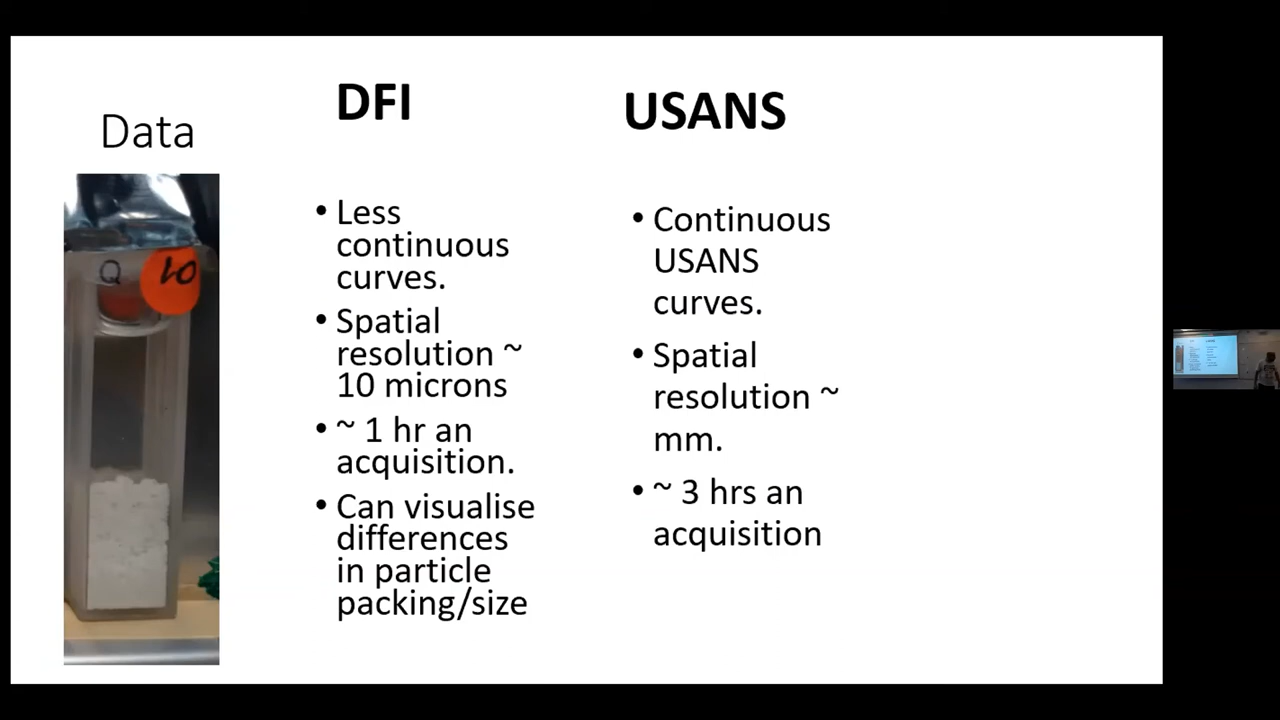 Data
DFI
• Less
continuous
curves.
• Spatial
resolution ~
10 microns
• ~ 1 hr an
acquisition.
• Can visualise
differences
in particle
packing/size
USANS
• Continuous
USANS
curves.
• Spatial
resolution ~
mm.
• ~ 3 hrs an
acquisition
Q